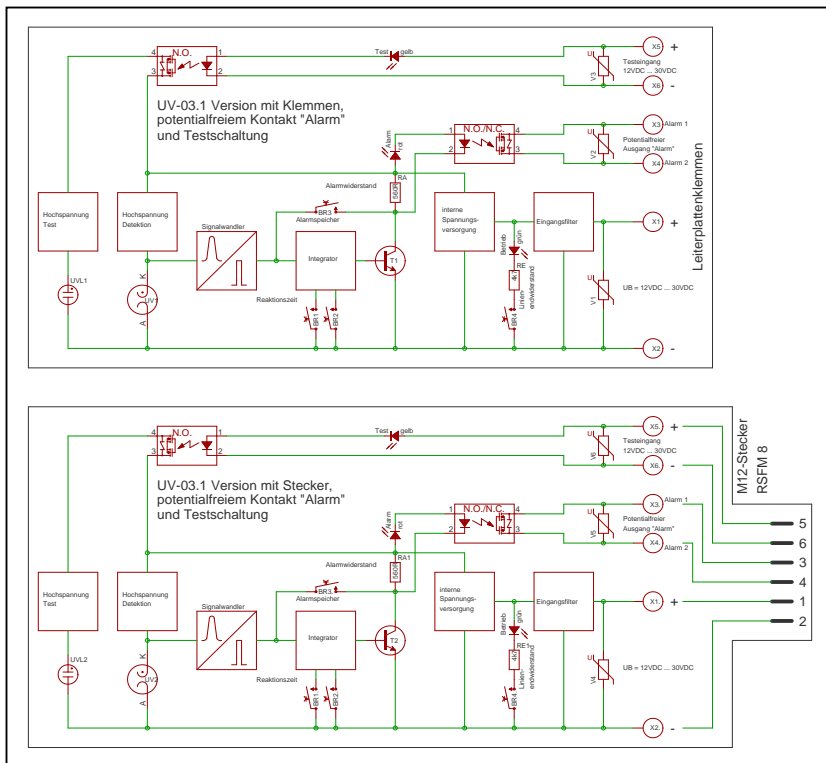 4 N.O. 1
3 2
Test gelb
U
V3
X5 +
Testeingang
12VDC ... 30VDC
X6 -
UV-03.1 Version mit Klemmen,
potentialfreiem Kontakt "Alarm"
und Testschaltung
Alarm
rot
N.O./N.C.
1 4
2 3
U
V2
X3 Alarm 1
Potentialfreier
Ausgang "Alarm"
X4 Alarm 2
Alarmwiderstand
RA
560R
BR3
Alarmspeicher
Hochspannung
Test
Hochspannung
Detektion
Signalwandler
Integrator
T1
interne
Spannungs-
versorgung
Betrieb
grün
RE
4k7
Linien-
endwiderstand
BR4
Eingangsfilter
X1 +
U
V1
UB = 12VDC ... 30VDC
X2 -
UVL1
K
UV1
A
Reaktionszeit
BR1
BR2
Leiterplattenklemmen
4 N.O. 1
3 2
Test gelb
U
V6
X5. +
Testeingang
12VDC ... 30VDC
X6. -
UV-03.1 Version mit Stecker,
potentialfreiem Kontakt "Alarm"
und Testschaltung
Alarm
rot
N.O./N.C.
1 4
2 3
U
V5
X3. Alarm 1
Potentialfreier
Ausgang "Alarm"
X4. Alarm 2
Alarmwiderstand
RA1
560R
BR3.
Alarmspeicher
Hochspannung
Test
Hochspannung
Detektion
Signalwandler
Integrator
T2
interne
Spannungs-
versorgung
Betrieb
grün
RE1
4k7
Linien-
endwiderstand
BR4.
Eingangsfilter
X1. +
U
V4
UB = 12VDC ... 30VDC
X2. -
UVL2
K
UV2
A
Reaktionszeit
BR1.
BR2.
M12-Stecker
RSFM 8
5
6
3
4
1
2